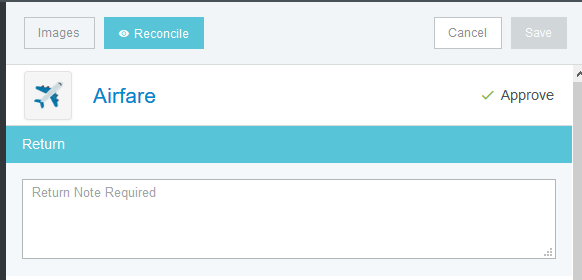 Images Reconcile Cancel Save
Airfare Approve
Return
Return Note Required